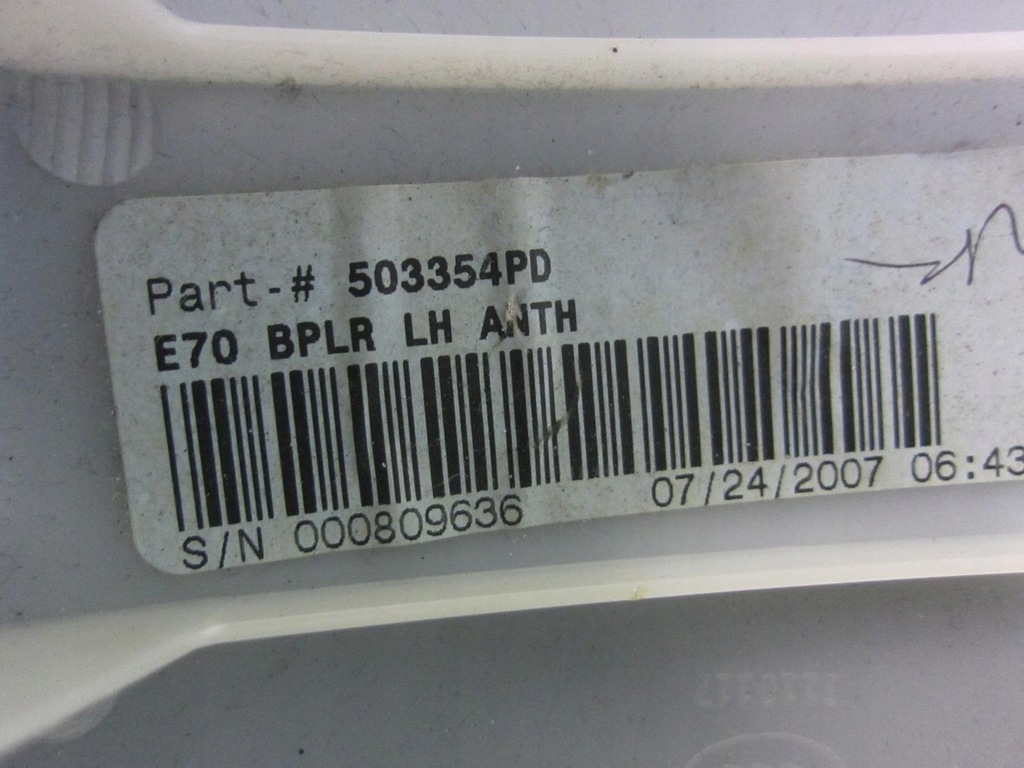 Part-# 503354PD
E70 BPLR LH ANTH
S/N 000809636 07/24/2007 06:43